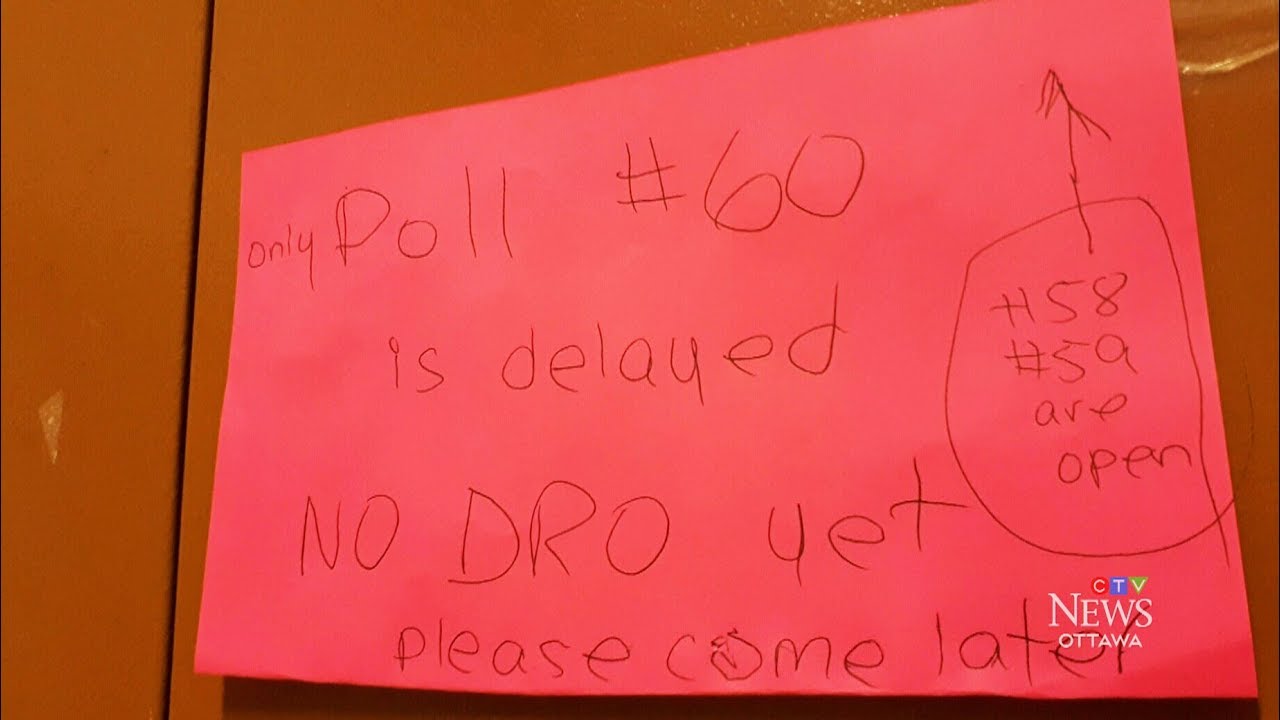 only Poll #60
is delayed
NO DRO yet
please come later
#58
#59
are
open
CTV
NEWS
OTTAWA